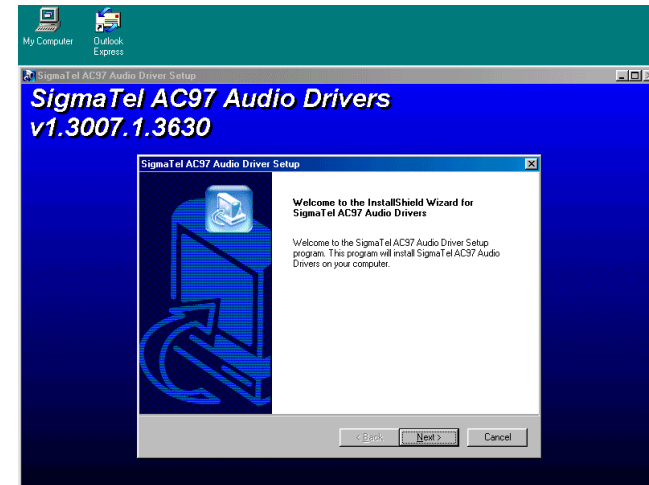 My Computer
Outlook
Express
SigmaTel AC97 Audio Driver Setup
SigmaTel AC97 Audio Drivers
v1.3007.1.3630
SigmaTel AC97 Audio Driver Setup
Welcome to the InstallShield Wizard for
SigmaTel AC97 Audio Drivers
Welcome to the SigmaTel AC97 Audio Driver Setup
program. This program will install SigmaTel AC97 Audio
Drivers on your computer.
< Back
Next >
Cancel